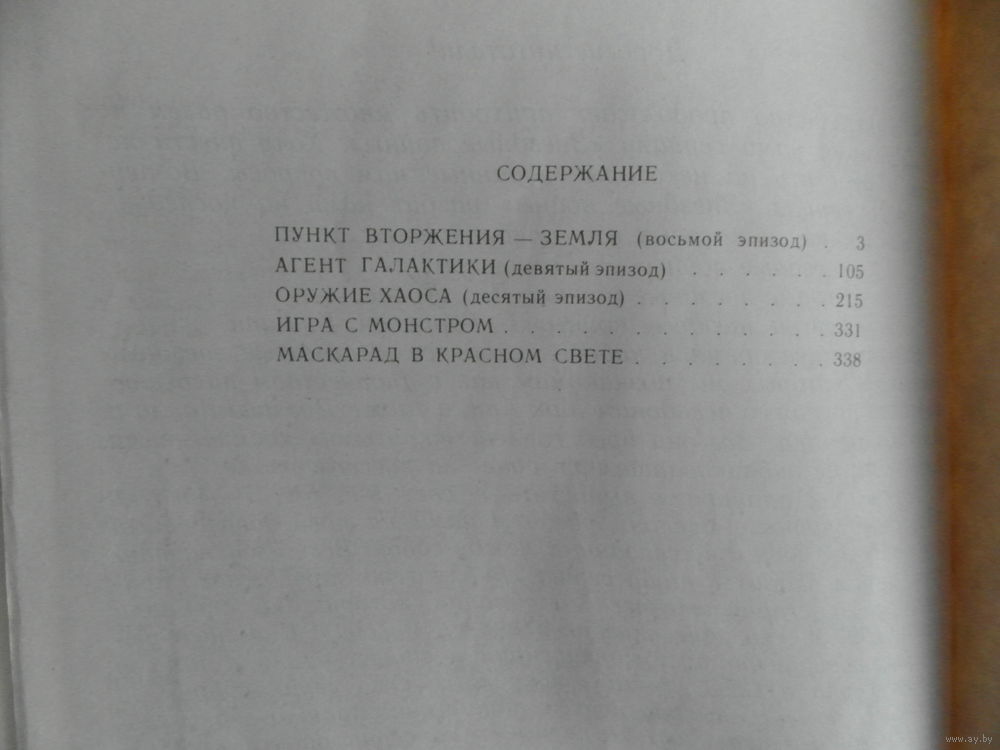 СОДЕРЖАНИЕ
ПУНКТ ВТОРЖЕНИЯ — ЗЕМЛЯ (восьмой эпизод) . 3
АГЕНТ ГАЛАКТИКИ (девятый эпизод) . . . . . . 105
ОРУЖИЕ ХАОСА (десятый эпизод) . . . . . . . 215
ИГРА С МОНСТРОМ . . . . . . . . . . . . 331
МАСКАРАД В КРАСНОМ СВЕТЕ . . . . . . . 338
www.ay.by